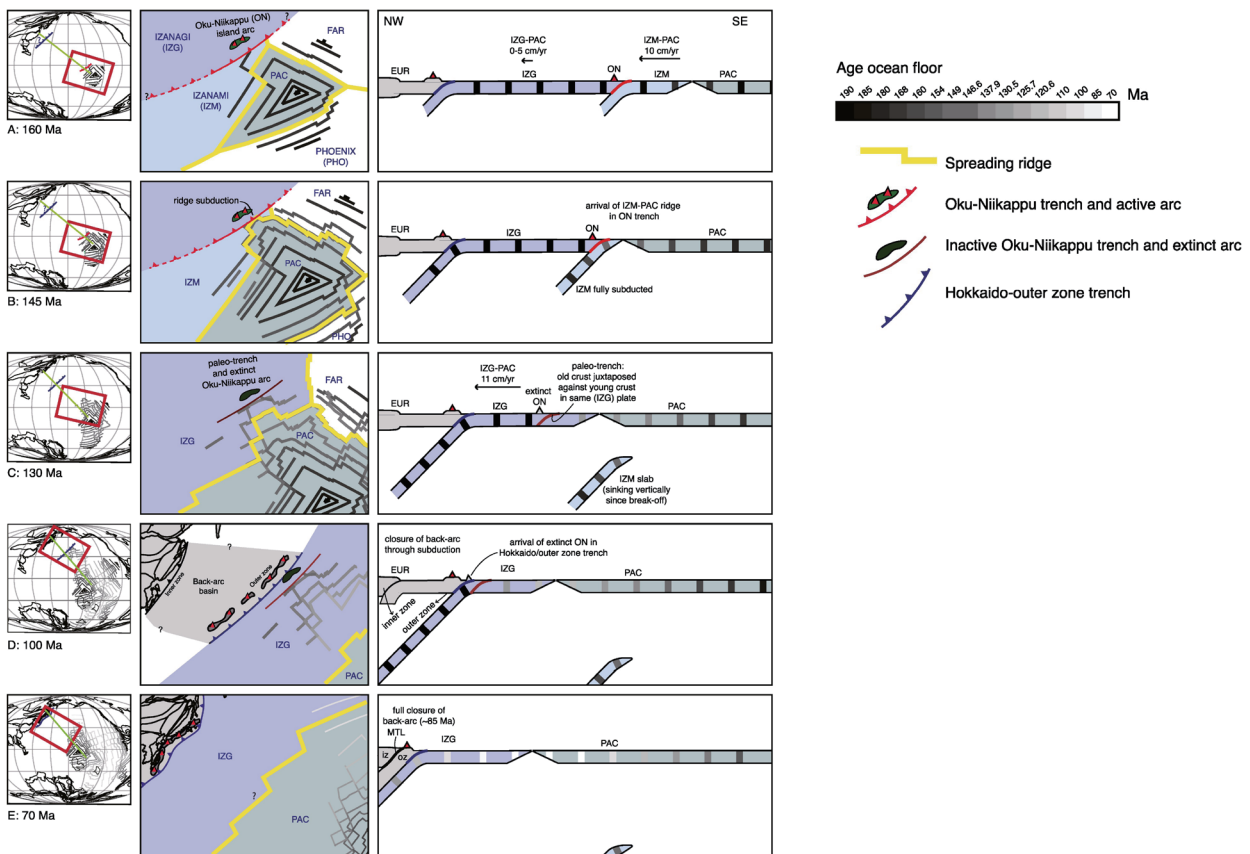 A: 160 Ma
IZANAGI
(IZG)
Oku-Niikappu (ON)
island arc
?
FAR
PAC
IZANAMI
(IZM)
?
PHOENIX
(PHO)
NW
SE
IZG-PAC
0-5 cm/yr
IZM-PAC
10 cm/yr
EUR
IZG
ON
IZM
PAC
B: 145 Ma
ridge subduction
FAR
PAC
IZM
PHO
arrival of IZM-PAC ridge
in ON trench
EUR
IZG
ON
PAC
IZM fully subducted
C: 130 Ma
paleo-trench
and extinct
Oku-Niikappu arc
FAR
IZG
PAC
IZG-PAC
11 cm/yr
paleo-trench:
old crust juxtaposed
against young crust
in same (IZG) plate
extinct
ON
EUR
IZG
PAC
IZM slab
(sinking vertically
since break-off)
D: 100 Ma
?
Inner zone
Back-arc
basin
Outer zone
?
IZG
PAC
closure of back-arc
through subduction
arrival of extinct ON in
Hokkaido/outer zone trench
EUR
IZG
PAC
inner zone
outer zone
E: 70 Ma
IZG
?
PAC
full closure of
back-arc (~85 Ma)
MTL
IZG
PAC
iz
oz
Age ocean floor
190 185 180 168 160 154 149 146.6 137.9 130.5 125.7 120.6 110 100 85 70 Ma
Spreading ridge
Oku-Niikappu trench and active arc
Inactive Oku-Niikappu trench and extinct arc
Hokkaido-outer zone trench